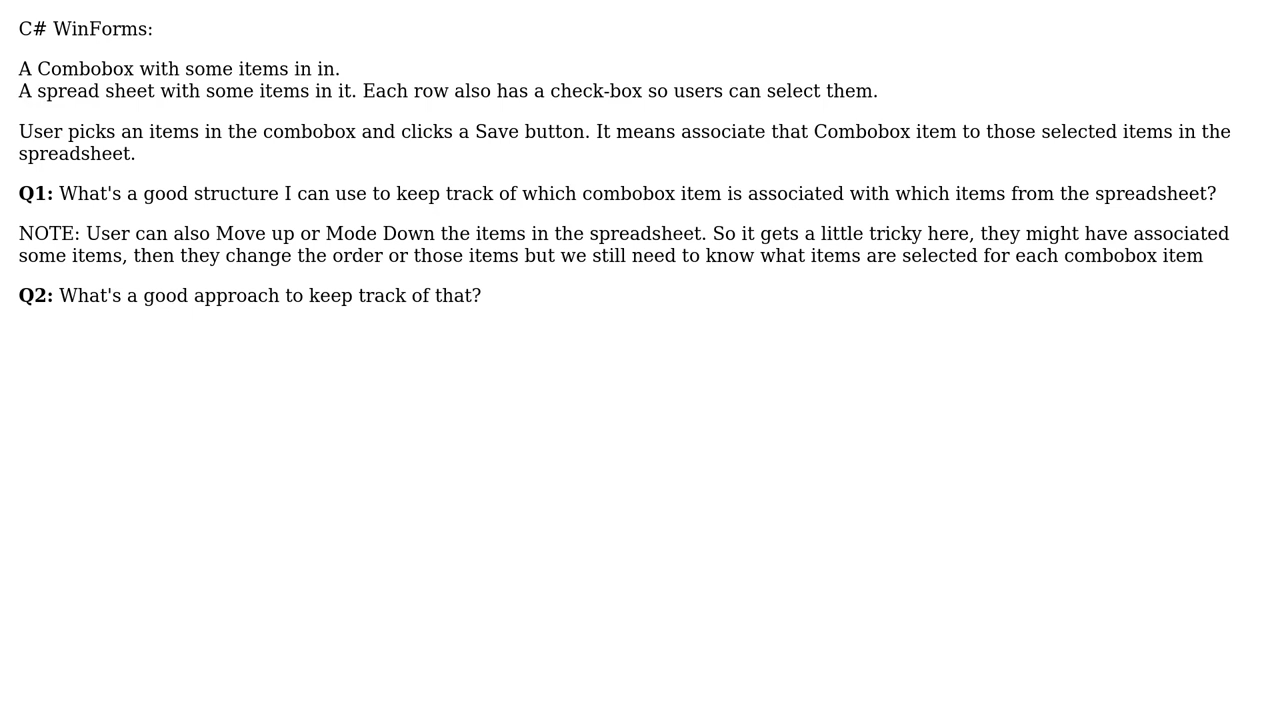 C# WinForms:
A Combobox with some items in in.
A spread sheet with some items in it. Each row also has a check-box so users can select them.
User picks an items in the combobox and clicks a Save button. It means associate that Combobox item to those selected items in the
spreadsheet.
Q1: What's a good structure I can use to keep track of which combobox item is associated with which items from the spreadsheet?
NOTE: User can also Move up or Mode Down the items in the spreadsheet. So it gets a little tricky here, they might have associated
some items, then they change the order or those items but we still need to know what items are selected for each combobox item
Q2: What's a good approach to keep track of that?